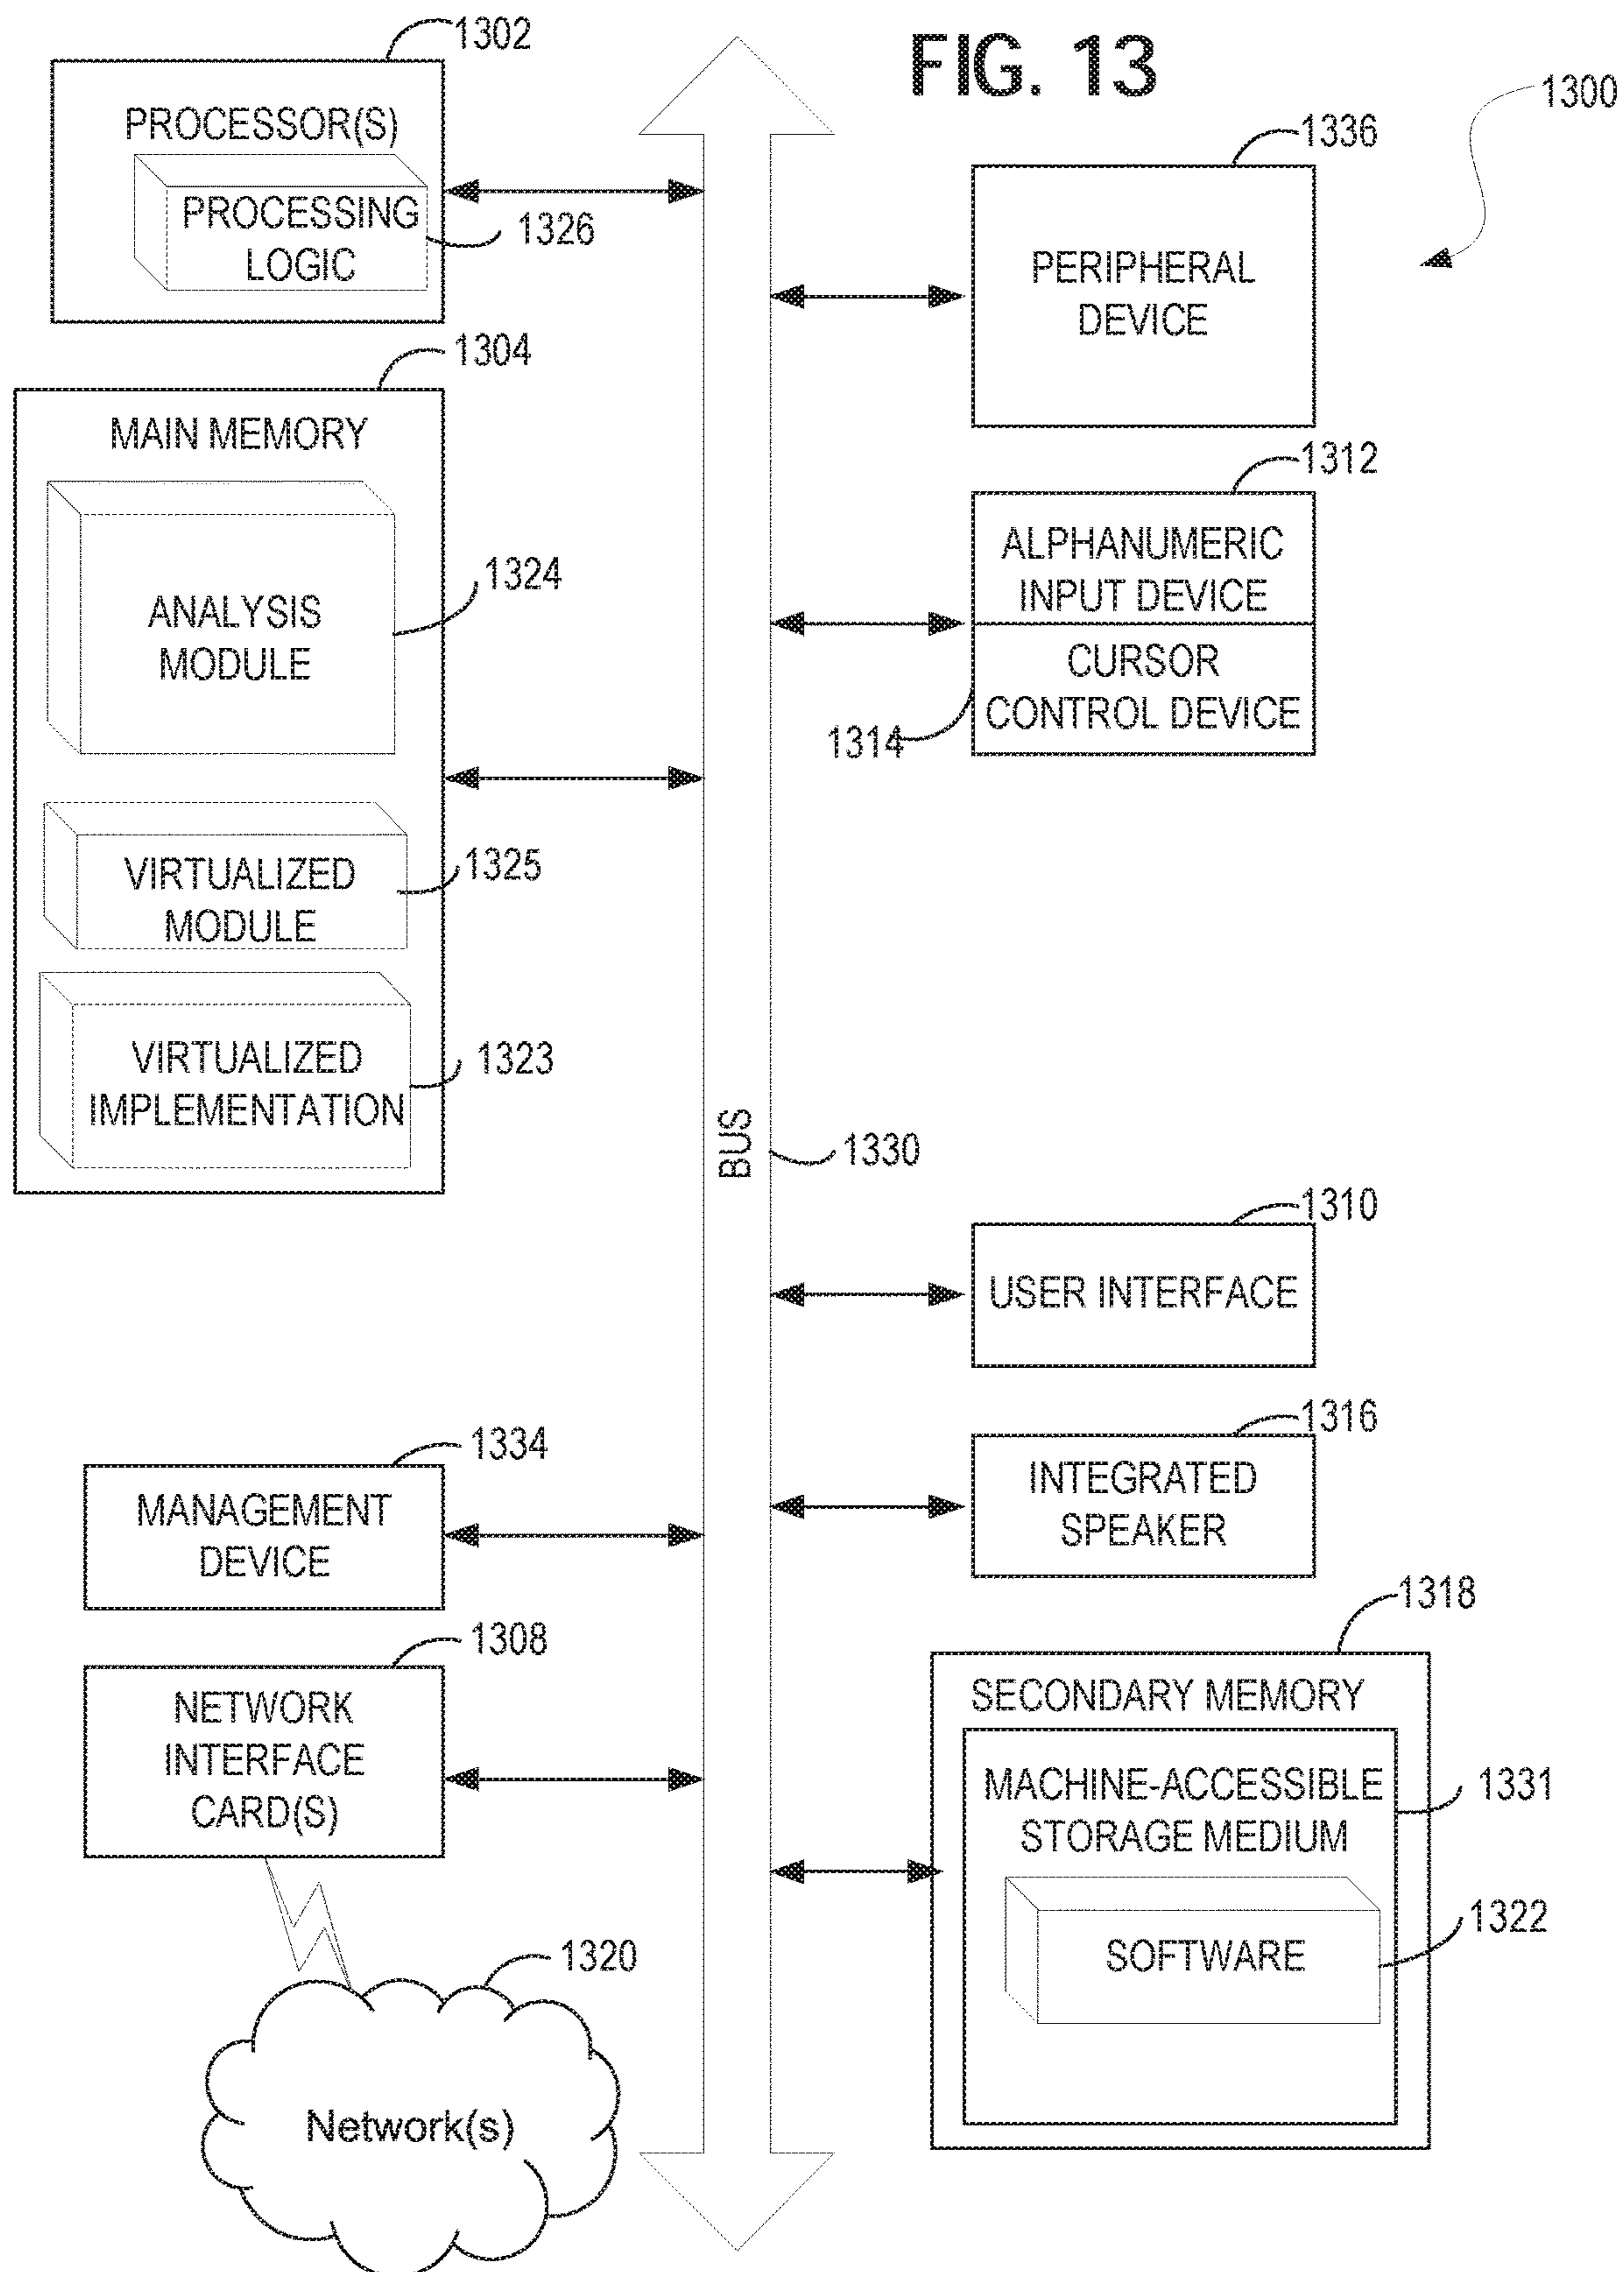 FIG. 13
1300
1302
PROCESSOR(S)
PROCESSING
LOGIC
1326
1304
MAIN MEMORY
ANALYSIS
MODULE
1324
VIRTUALIZED
MODULE
1325
VIRTUALIZED
IMPLEMENTATION
1323
1334
MANAGEMENT
DEVICE
1308
NETWORK
INTERFACE
CARD(S)
1320
Network(s)
BUS
1330
1336
PERIPHERAL
DEVICE
1312
ALPHANUMERIC
INPUT DEVICE
CURSOR
CONTROL DEVICE
1314
1310
USER INTERFACE
1316
INTEGRATED
SPEAKER
1318
SECONDARY MEMORY
MACHINE-ACCESSIBLE
STORAGE MEDIUM
1331
SOFTWARE
1322